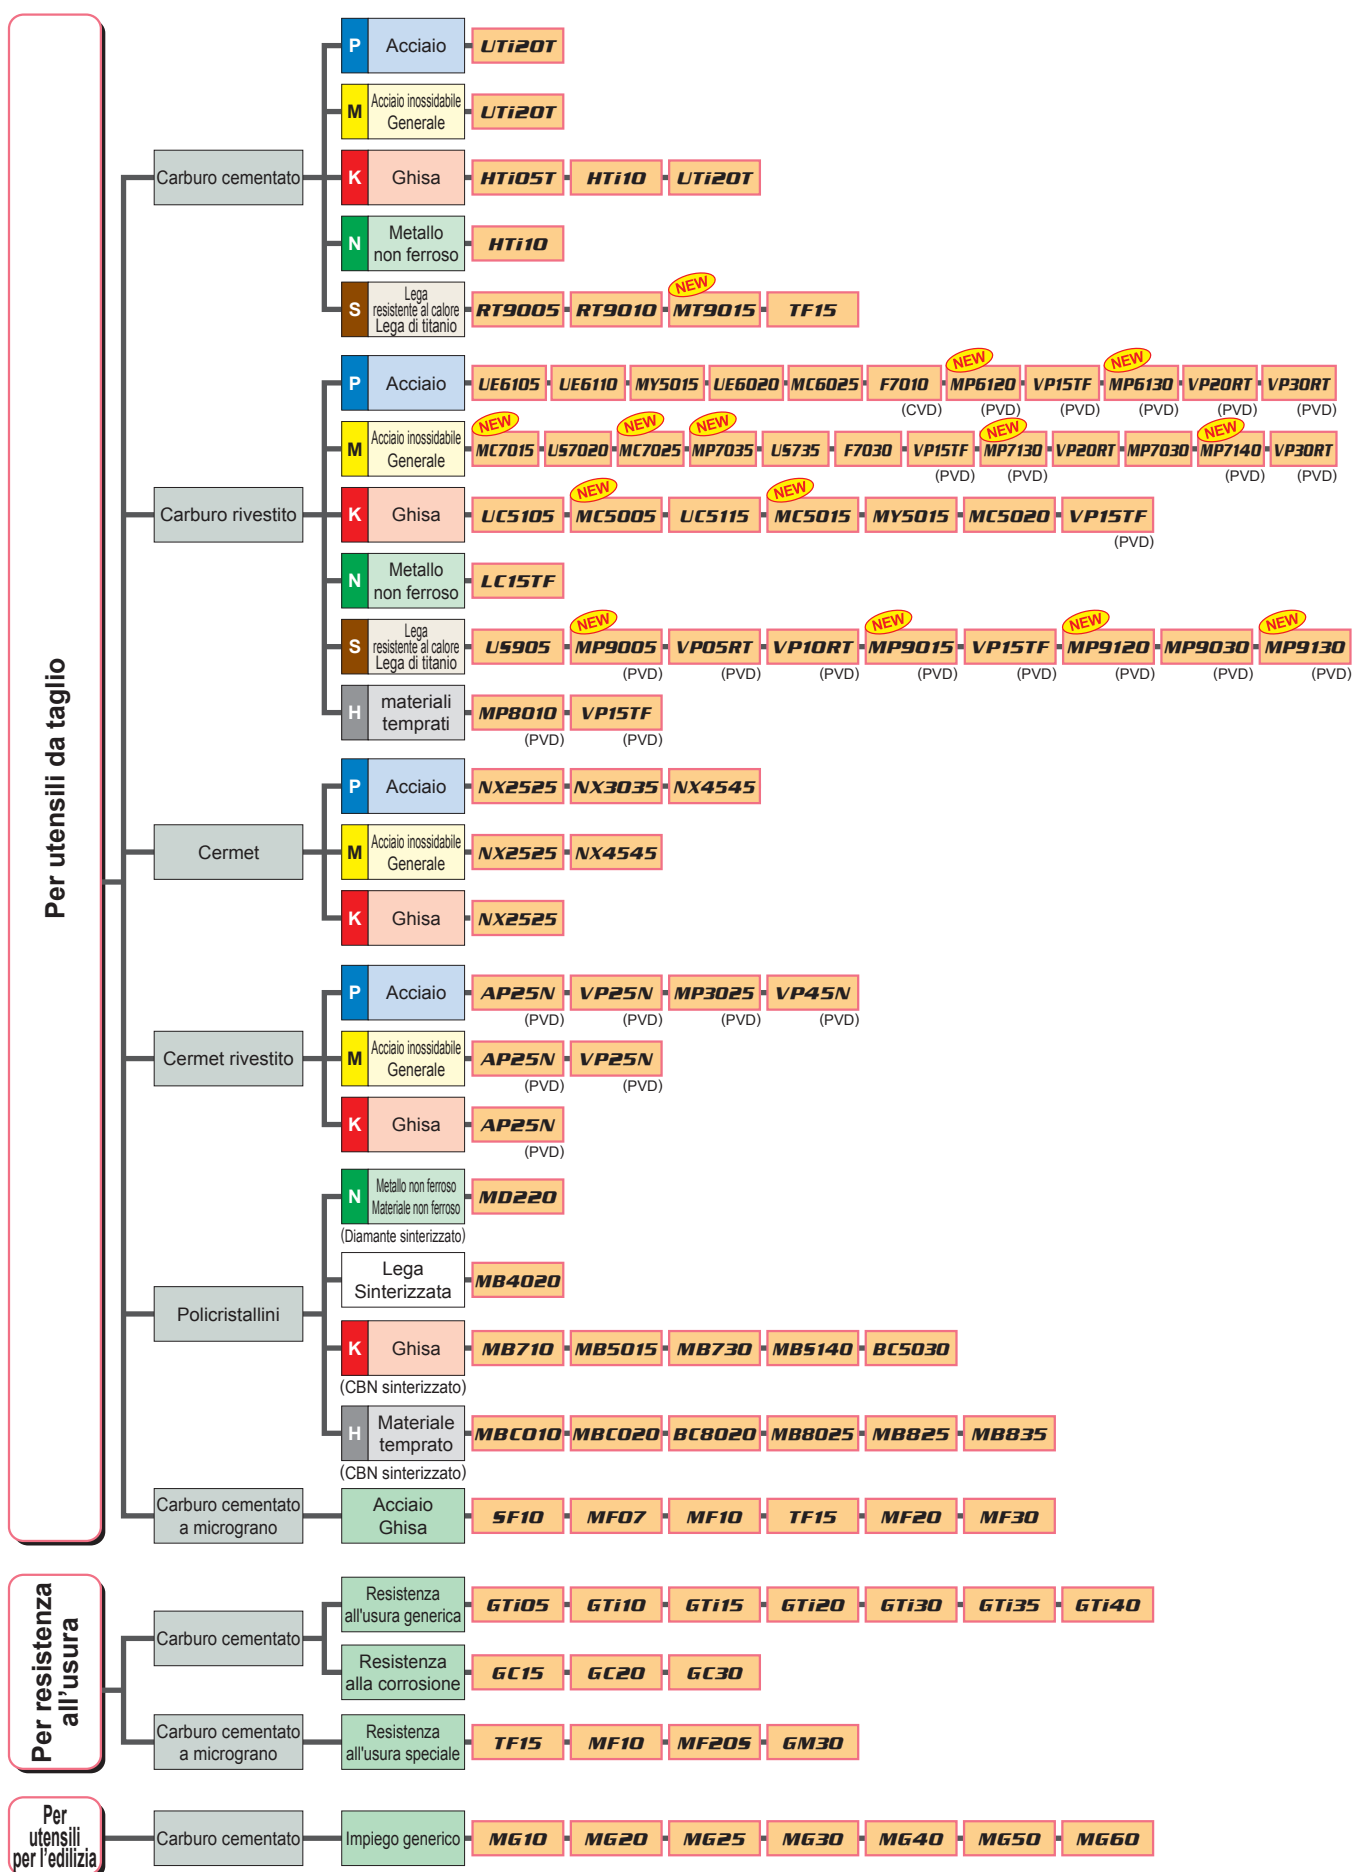 Per utensili da taglio
Carburo cementato
P Acciaio UTi20T
M Acciaio inossidabile
Generale UTi20T
K Ghisa HTi05T HTi10 UTi20T
N Metallo
non ferroso HTi10
NEW
S Lega
resistente al calore
Lega di titanio RT9005 RT9010 MT9015 TF15
Carburo rivestito
NEW NEW
P Acciaio UE6105 UE6110 MY5015 UE6020 MC6025 F7010 MP6120 VP15TF MP6130 VP20RT VP30RT
(CVD) (PVD) (PVD) (PVD) (PVD) (PVD)
NEW NEW NEW NEW NEW
M Acciaio inossidabile
Generale MC7015 US7020 MC7025 MP7035 US735 F7030 VP15TF MP7130 VP20RT MP7030 MP7140 VP30RT
(PVD) (PVD) (PVD) (PVD)
NEW NEW
K Ghisa UC5105 MC5005 UC5115 MC5015 MY5015 MC5020 VP15TF
(PVD)
N Metallo
non ferroso LC15TF
NEW NEW NEW NEW
S Lega
resistente al calore
Lega di titanio US905 MP9005 VP05RT VP10RT MP9015 VP15TF MP9120 MP9030 MP9130
(PVD) (PVD) (PVD) (PVD) (PVD) (PVD) (PVD) (PVD)
H materiali
temprati MP8010 VP15TF
(PVD) (PVD)
Cermet
P Acciaio NX2525 NX3035 NX4545
M Acciaio inossidabile
Generale NX2525 NX4545
K Ghisa NX2525
Cermet rivestito
P Acciaio AP25N VP25N MP3025 VP45N
(PVD) (PVD) (PVD) (PVD)
M Acciaio inossidabile
Generale AP25N VP25N
(PVD) (PVD)
K Ghisa AP25N
(PVD)
Policristallini
N Metallo non ferroso
Materiale non ferroso MD220
(Diamante sinterizzato)
Lega
Sinterizzata MB4020
K Ghisa MB710 MB5015 MB730 MBS140 BC5030
(CBN sinterizzato)
H Materiale
temprato MBC010 MBC020 BC8020 MB8025 MB825 MB835
(CBN sinterizzato)
Carburo cementato
a micrograno
Acciaio
Ghisa SF10 MF07 MF10 TF15 MF20 MF30
Per resistenza
all'usura
Carburo cementato
Resistenza
all'usura generica GTi05 GTi10 GTi15 GTi20 GTi30 GTi35 GTi40
Resistenza
alla corrosione GC15 GC20 GC30
Carburo cementato
a micrograno
Resistenza
all'usura speciale TF15 MF10 MF20S GM30
Per
utensili
per l'edilizia
Carburo cementato
Impiego generico MG10 MG20 MG25 MG30 MG40 MG50 MG60